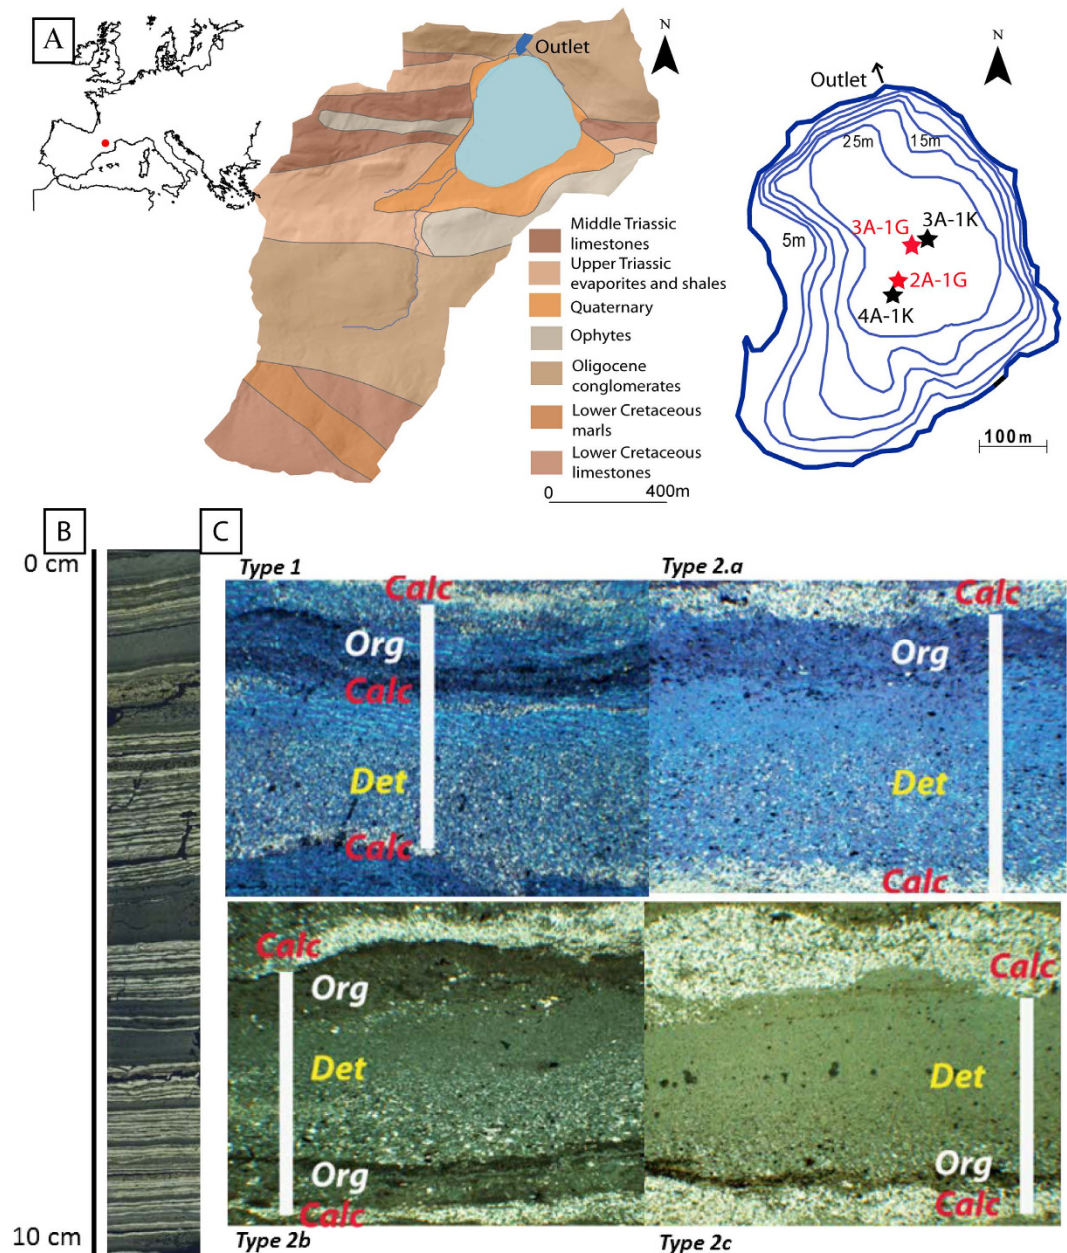 A
Outlet
N
Middle Triassic
limestones
Upper Triassic
evaporites and shales
Quaternary
Ophytes
Oligocene
conglomerates
Lower Cretaceous
marls
Lower Cretaceous
limestones
0 400m
N
Outlet
25m
15m
5m
3A-1G
3A-1K
2A-1G
4A-1K
100m
B
0 cm
10 cm
C
Type 1
Calc
Org
Calc
Det
Calc
Type 2.a
Calc
Org
Det
Calc
Calc
Org
Det
Org
Calc
Type 2b
Calc
Det
Org
Calc
Type 2c